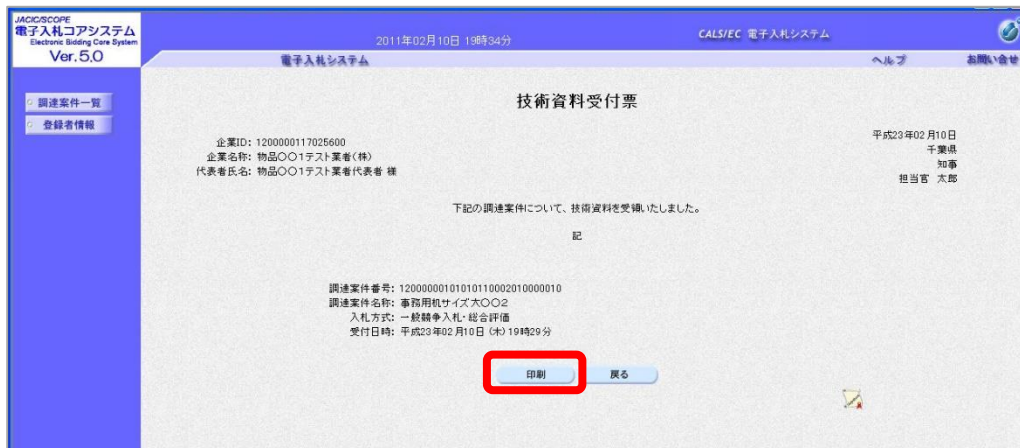 JACIC/SCOPE
電子入札コアシステム
Electronic Bidding Core System
Ver.5.0
2011年02月10日 19時34分
CALS/EC 電子入札システム
電子入札システム
ヘルプ
お問い合せ
調達案件一覧
登録者情報
技術資料受付票
平成23年02月10日
千葉県
知事
担当官 太郎
企業ID: 1200000117025600
企業名称: 物品〇〇1テスト業者(株)
代表者氏名: 物品〇〇1テスト業者代表者 様
下記の調達案件について、技術資料を受領いたしました。
記
調達案件番号: 1200000010101011000201000010
調達案件名称: 事務用机サイズ大〇〇2
入札方式: 一般競争入札・総合評価
受付日時: 平成23年02月10日 (木) 19時29分
印刷
戻る